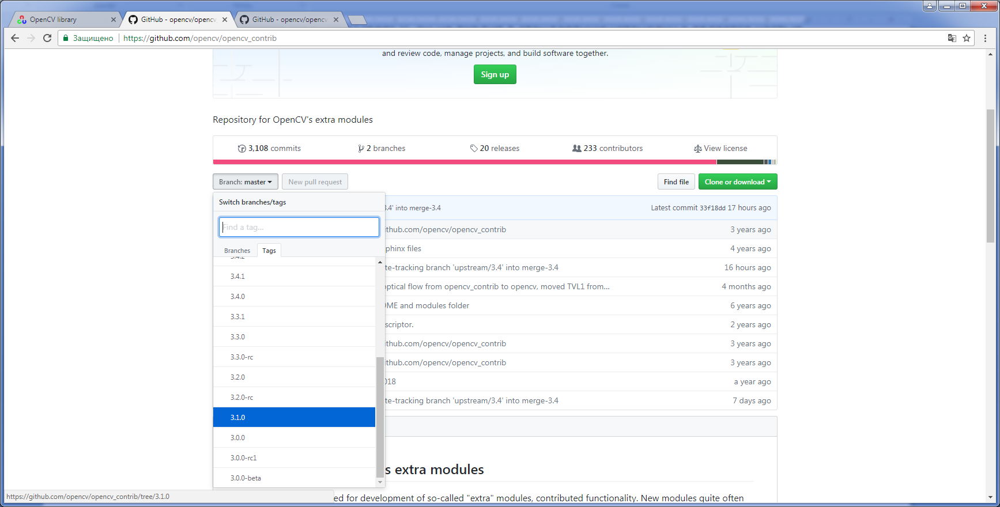 OpenCV library
GitHub - opencv/opencv
GitHub - opencv/opencv
Защищено
https://github.com/opencv/opencv_contrib
and review code, manage projects, and build software together.
Sign up
Repository for OpenCV's extra modules
3,108 commits
2 branches
20 releases
233 contributors
View license
Branch: master
New pull request
Find file
Clone or download
Switch branches/tags
Find a tag...
Branches
Tags
3.4.2
3.4.1
3.4.0
3.3.1
3.3.0
3.3.0-rc
3.2.0
3.2.0-rc
3.1.0
3.0.0
3.0.0-rc1
3.0.0-beta
3.4' into merge-3.4
Latest commit 33f18dd 17 hours ago
ithub.com/opencv/opencv_contrib
3 years ago
phinx files
4 years ago
te-tracking branch 'upstream/3.4' into merge-3.4
16 hours ago
optical flow from opencv_contrib to opencv, moved TVL1 from...
4 months ago
OME and modules folder
6 years ago
scriptor.
2 years ago
ithub.com/opencv/opencv_contrib
3 years ago
ithub.com/opencv/opencv_contrib
3 years ago
018
a year ago
te-tracking branch 'upstream/3.4' into merge-3.4
7 days ago
s extra modules
ed for development of so-called "extra" modules, contributed functionality. New modules quite often
https://github.com/opencv/opencv_contrib/tree/3.1.0